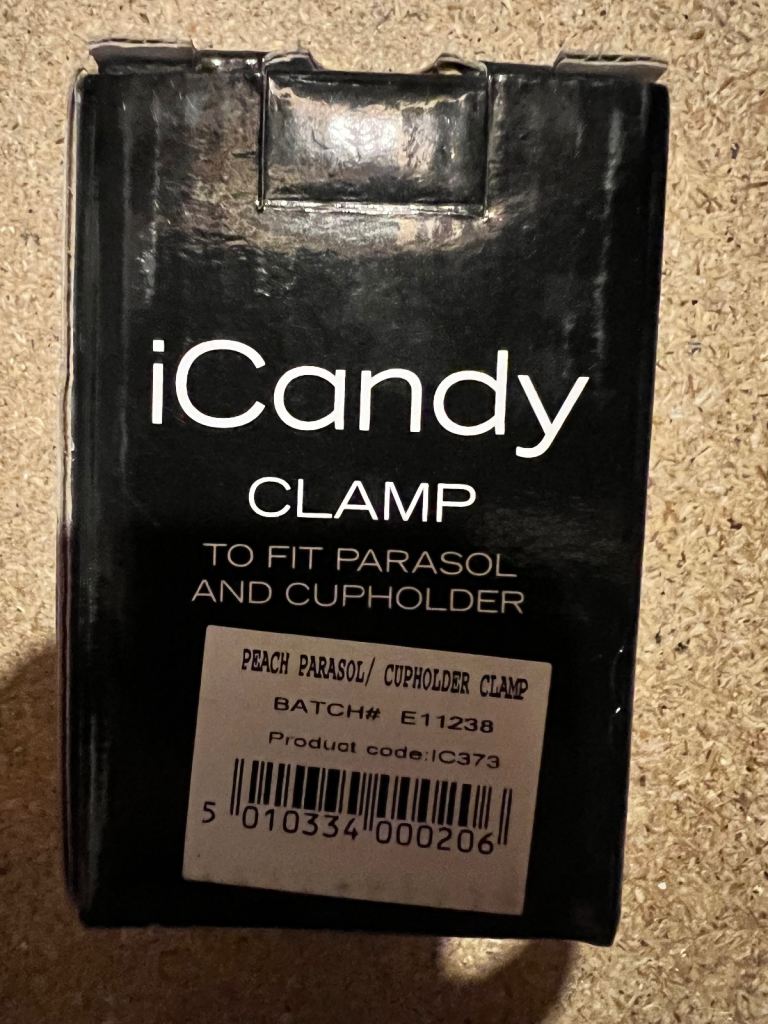 iCandy
CLAMP
TO FIT PARASOL
AND CUPHOLDER
PEACH PARASOL/ CUPHOLDER CLAMP
BATCH# E11238
Product code:IC373
5 010334 000206